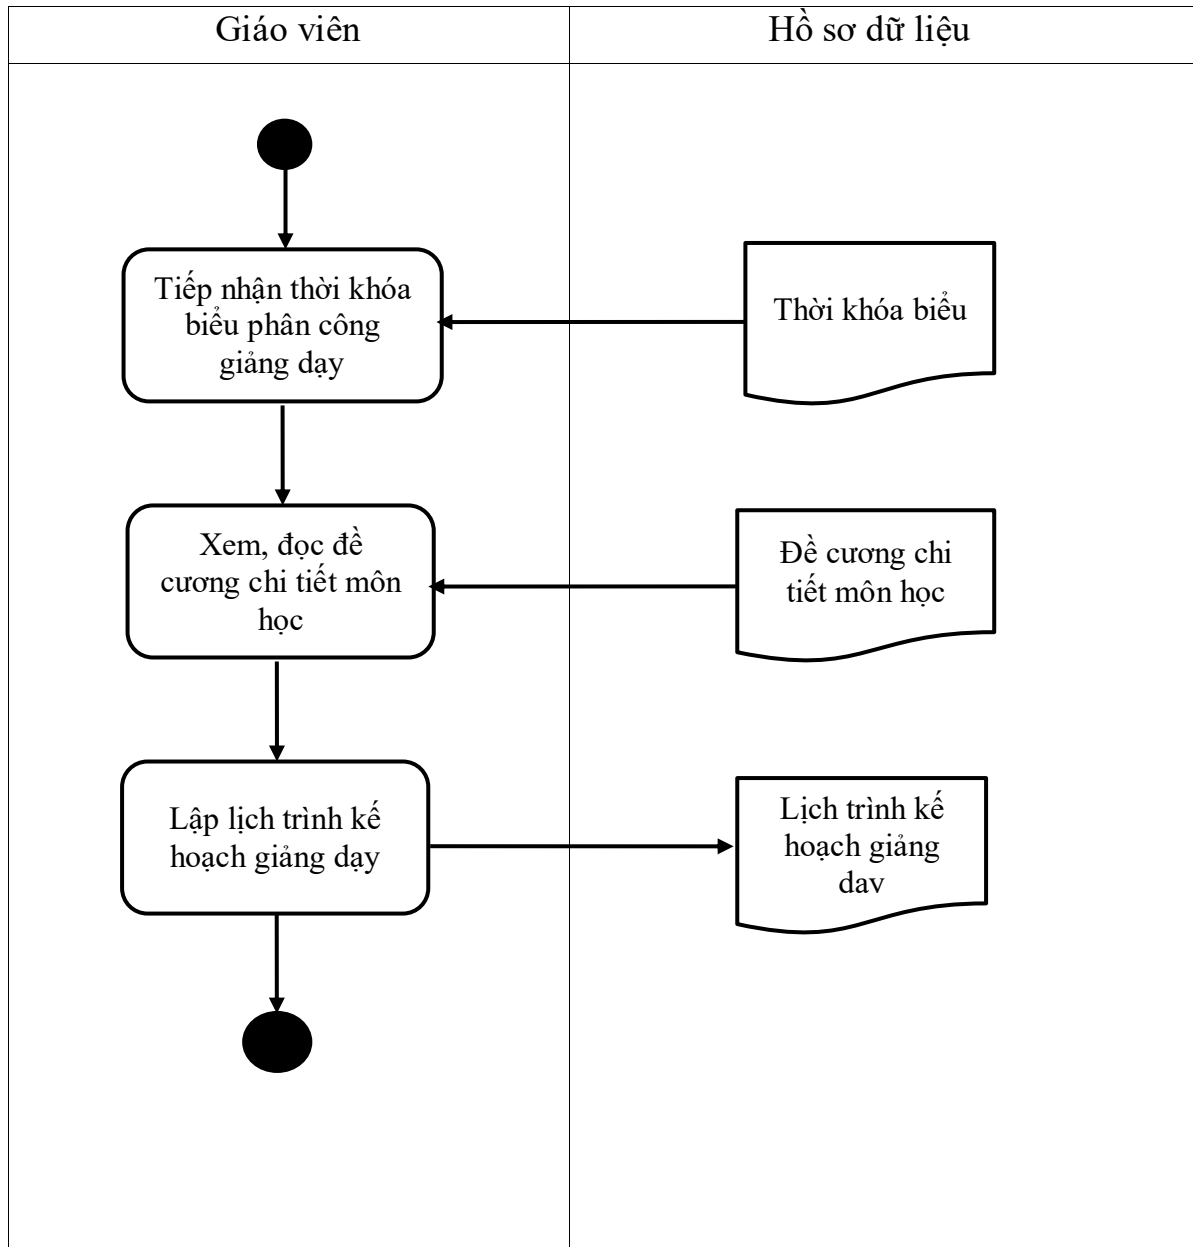 Giáo viên
Hồ sơ dữ liệu
Tiếp nhận thời khóa
biểu phân công
giảng dạy
Thời khóa biểu
Xem, đọc đề
cương chi tiết môn
học
Đề cương chi
tiết môn học
Lập lịch trình kế
hoạch giảng dạy
Lịch trình kế
hoạch giảng
dav